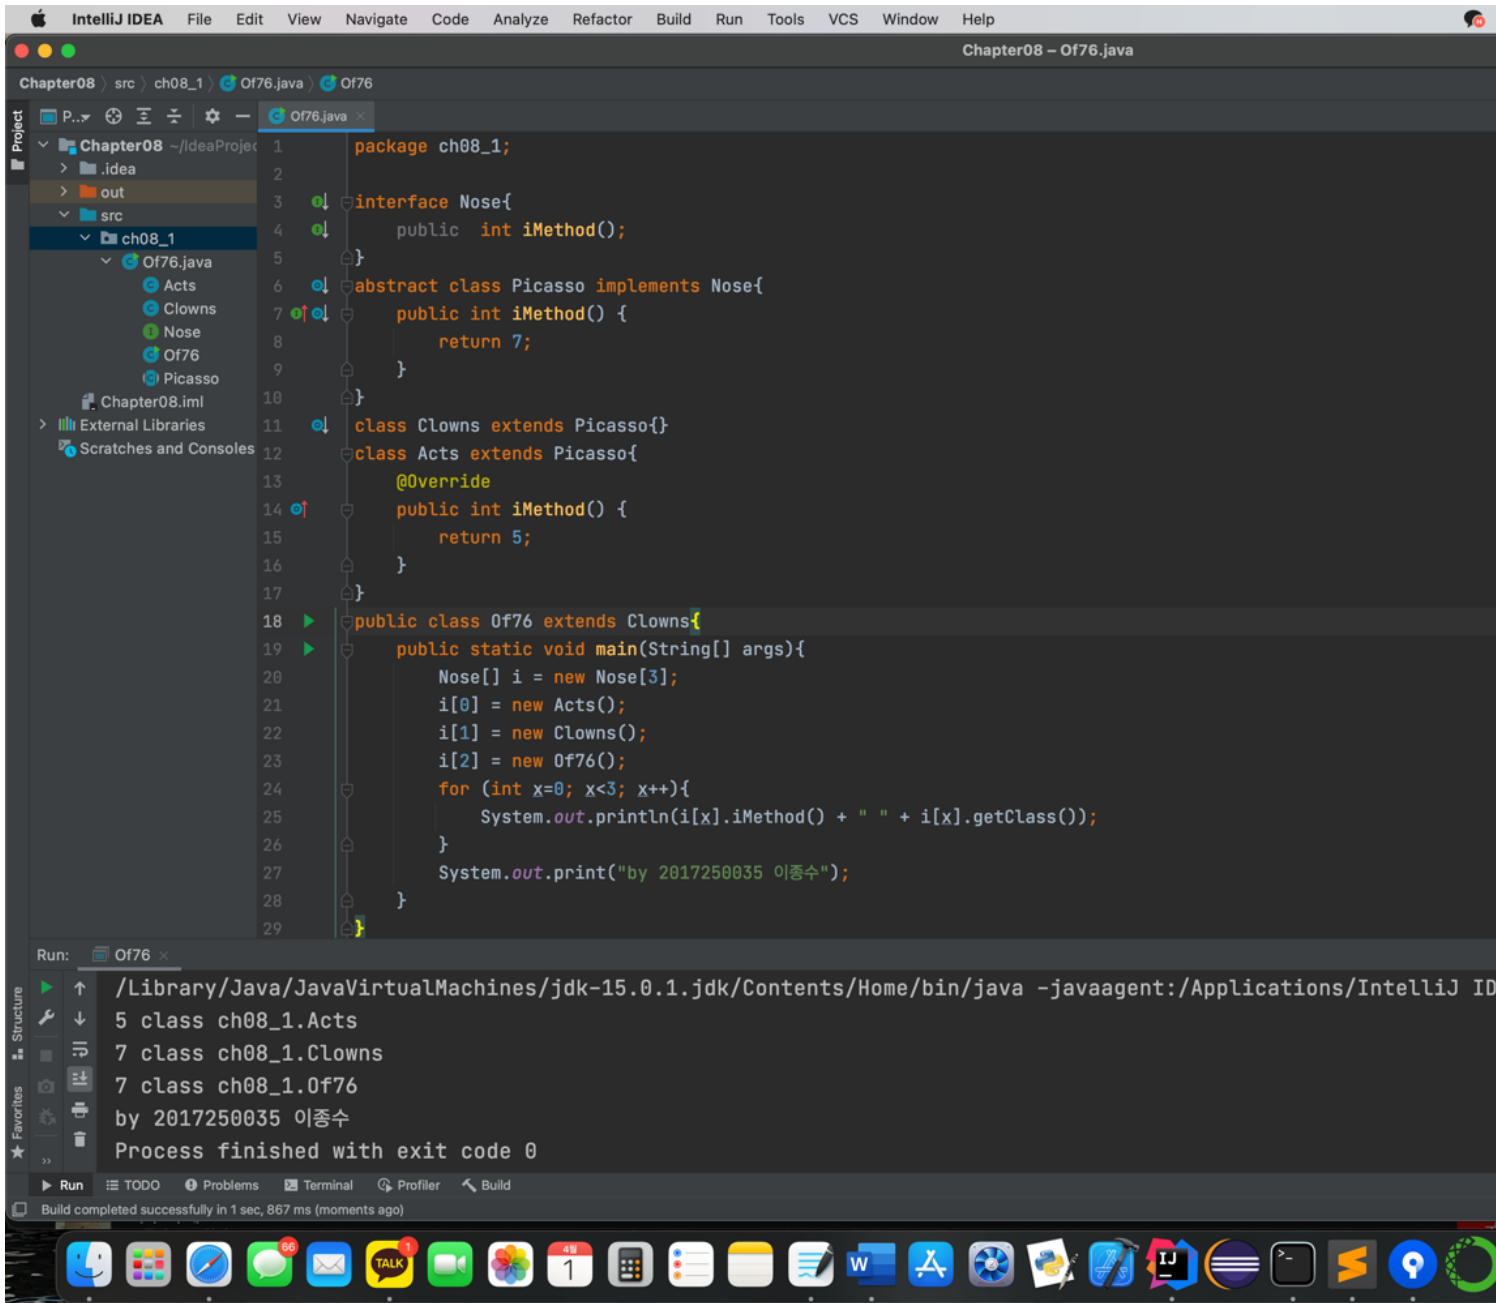 IntelliJ IDEA File Edit View Navigate Code Analyze Refactor Build Run Tools VCS Window Help
Chapter08 – Of76.java
Chapter08 src ch08_1 Of76.java Of76
P... Of76.java
Project
Chapter08 ~/IdeaProjec
.idea
out
src
ch08_1
Of76.java
Acts
Clowns
Nose
Of76
Picasso
Chapter08.iml
External Libraries
Scratches and Consoles
1 package ch08_1;
2
3 interface Nose{
4 public int iMethod();
5 }
6 abstract class Picasso implements Nose{
7 public int iMethod() {
8 return 7;
9 }
10 }
11 class Clowns extends Picasso{}
12 class Acts extends Picasso{
13 @Override
14 public int iMethod() {
15 return 5;
16 }
17 }
18 public class Of76 extends Clowns{
19 public static void main(String[] args){
20 Nose[] i = new Nose[3];
21 i[0] = new Acts();
22 i[1] = new Clowns();
23 i[2] = new Of76();
24 for (int x=0; x<3; x++){
25 System.out.println(i[x].iMethod() + " " + i[x].getClass());
26 }
27 System.out.print("by 2017250035 이종수");
28 }
29 }
Run: Of76
/Library/Java/JavaVirtualMachines/jdk-15.0.1.jdk/Contents/Home/bin/java -javaagent:/Applications/IntelliJ ID
5 class ch08_1.Acts
7 class ch08_1.Clowns
7 class ch08_1.Of76
by 2017250035 이종수
Process finished with exit code 0
Structure
Favorites
Run TODO Problems Terminal Profiler Build
Build completed successfully in 1 sec, 867 ms (moments ago)
66
TALK
1
4월
1
W
IJ
>_